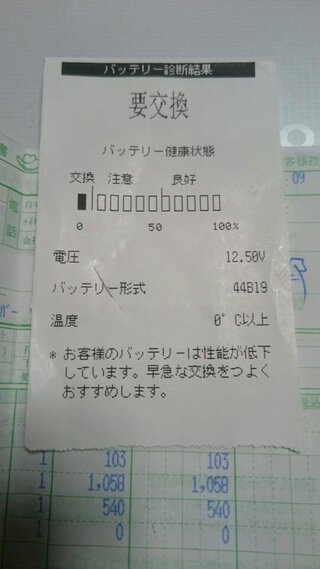 バッテリー診断結果
要交換
バッテリー健康状態
交換 注意 良好
0 50 100%
電圧 12.50V
バッテリー形式 44B19
温度 0°C以上
* お客様のバッテリーは性能が低下
しています。早急な交換をつよく
おすすめします。
書
電
話
09
1 103 103
1 1,058 1,058
1 540 540
1 0 0